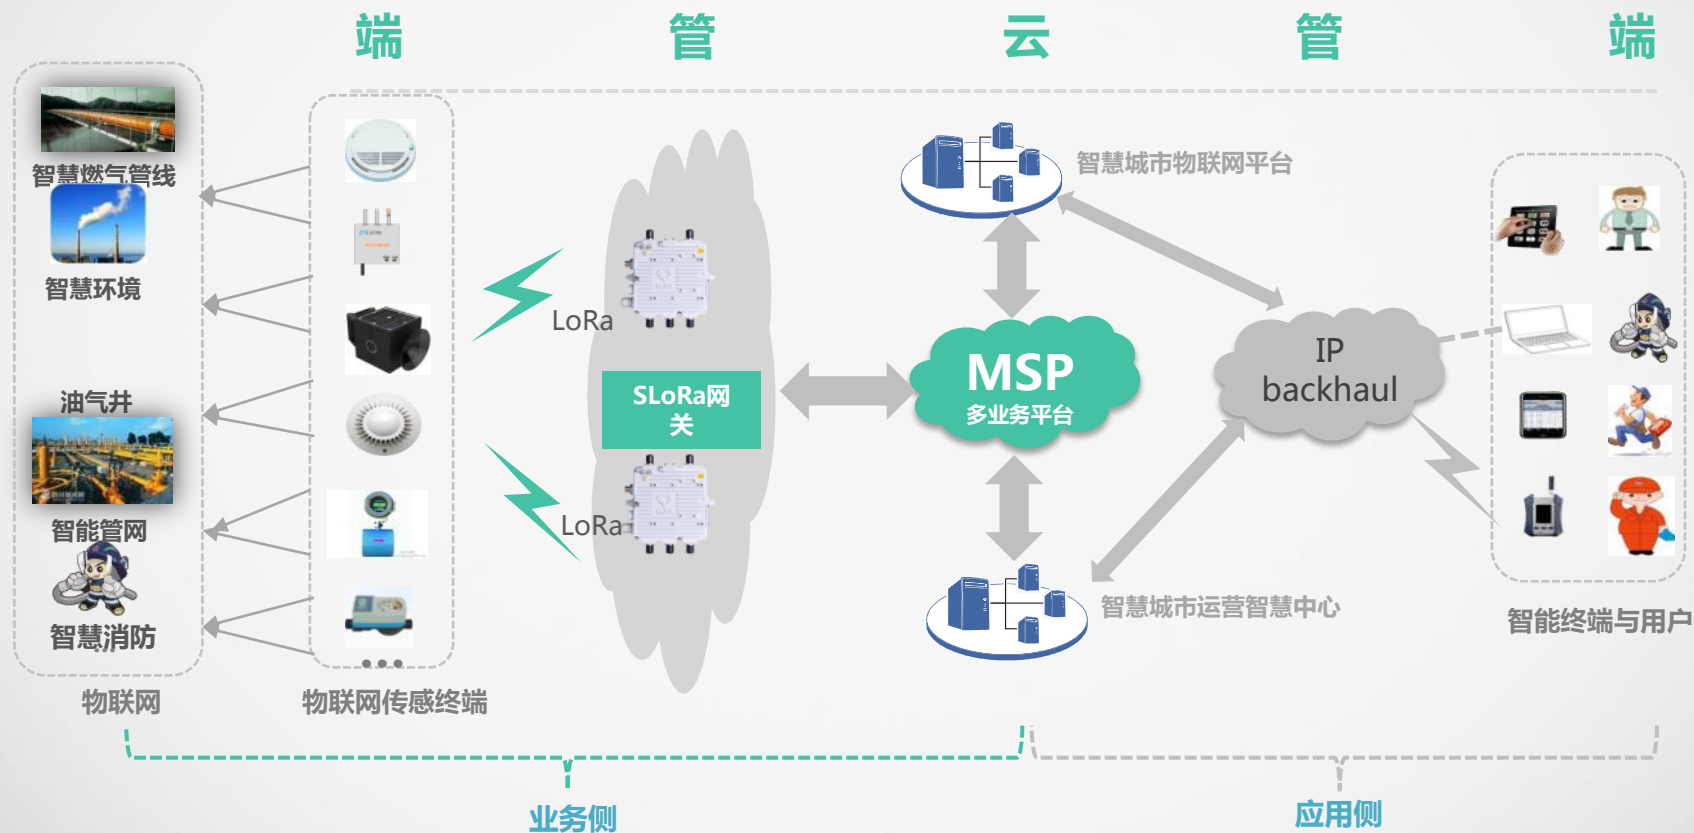 端 管 云 管 端
智慧燃气管线
智慧环境
油气井
智能管网
智慧消防
...
物联网
ZTE
•••
物联网传感终端
LoRa
LoRa
SLoRa网
关
智慧城市物联网平台
MSP
多业务平台
智慧城市运营智慧中心
IP
backhaul
智能终端与用户
业务侧
应用侧